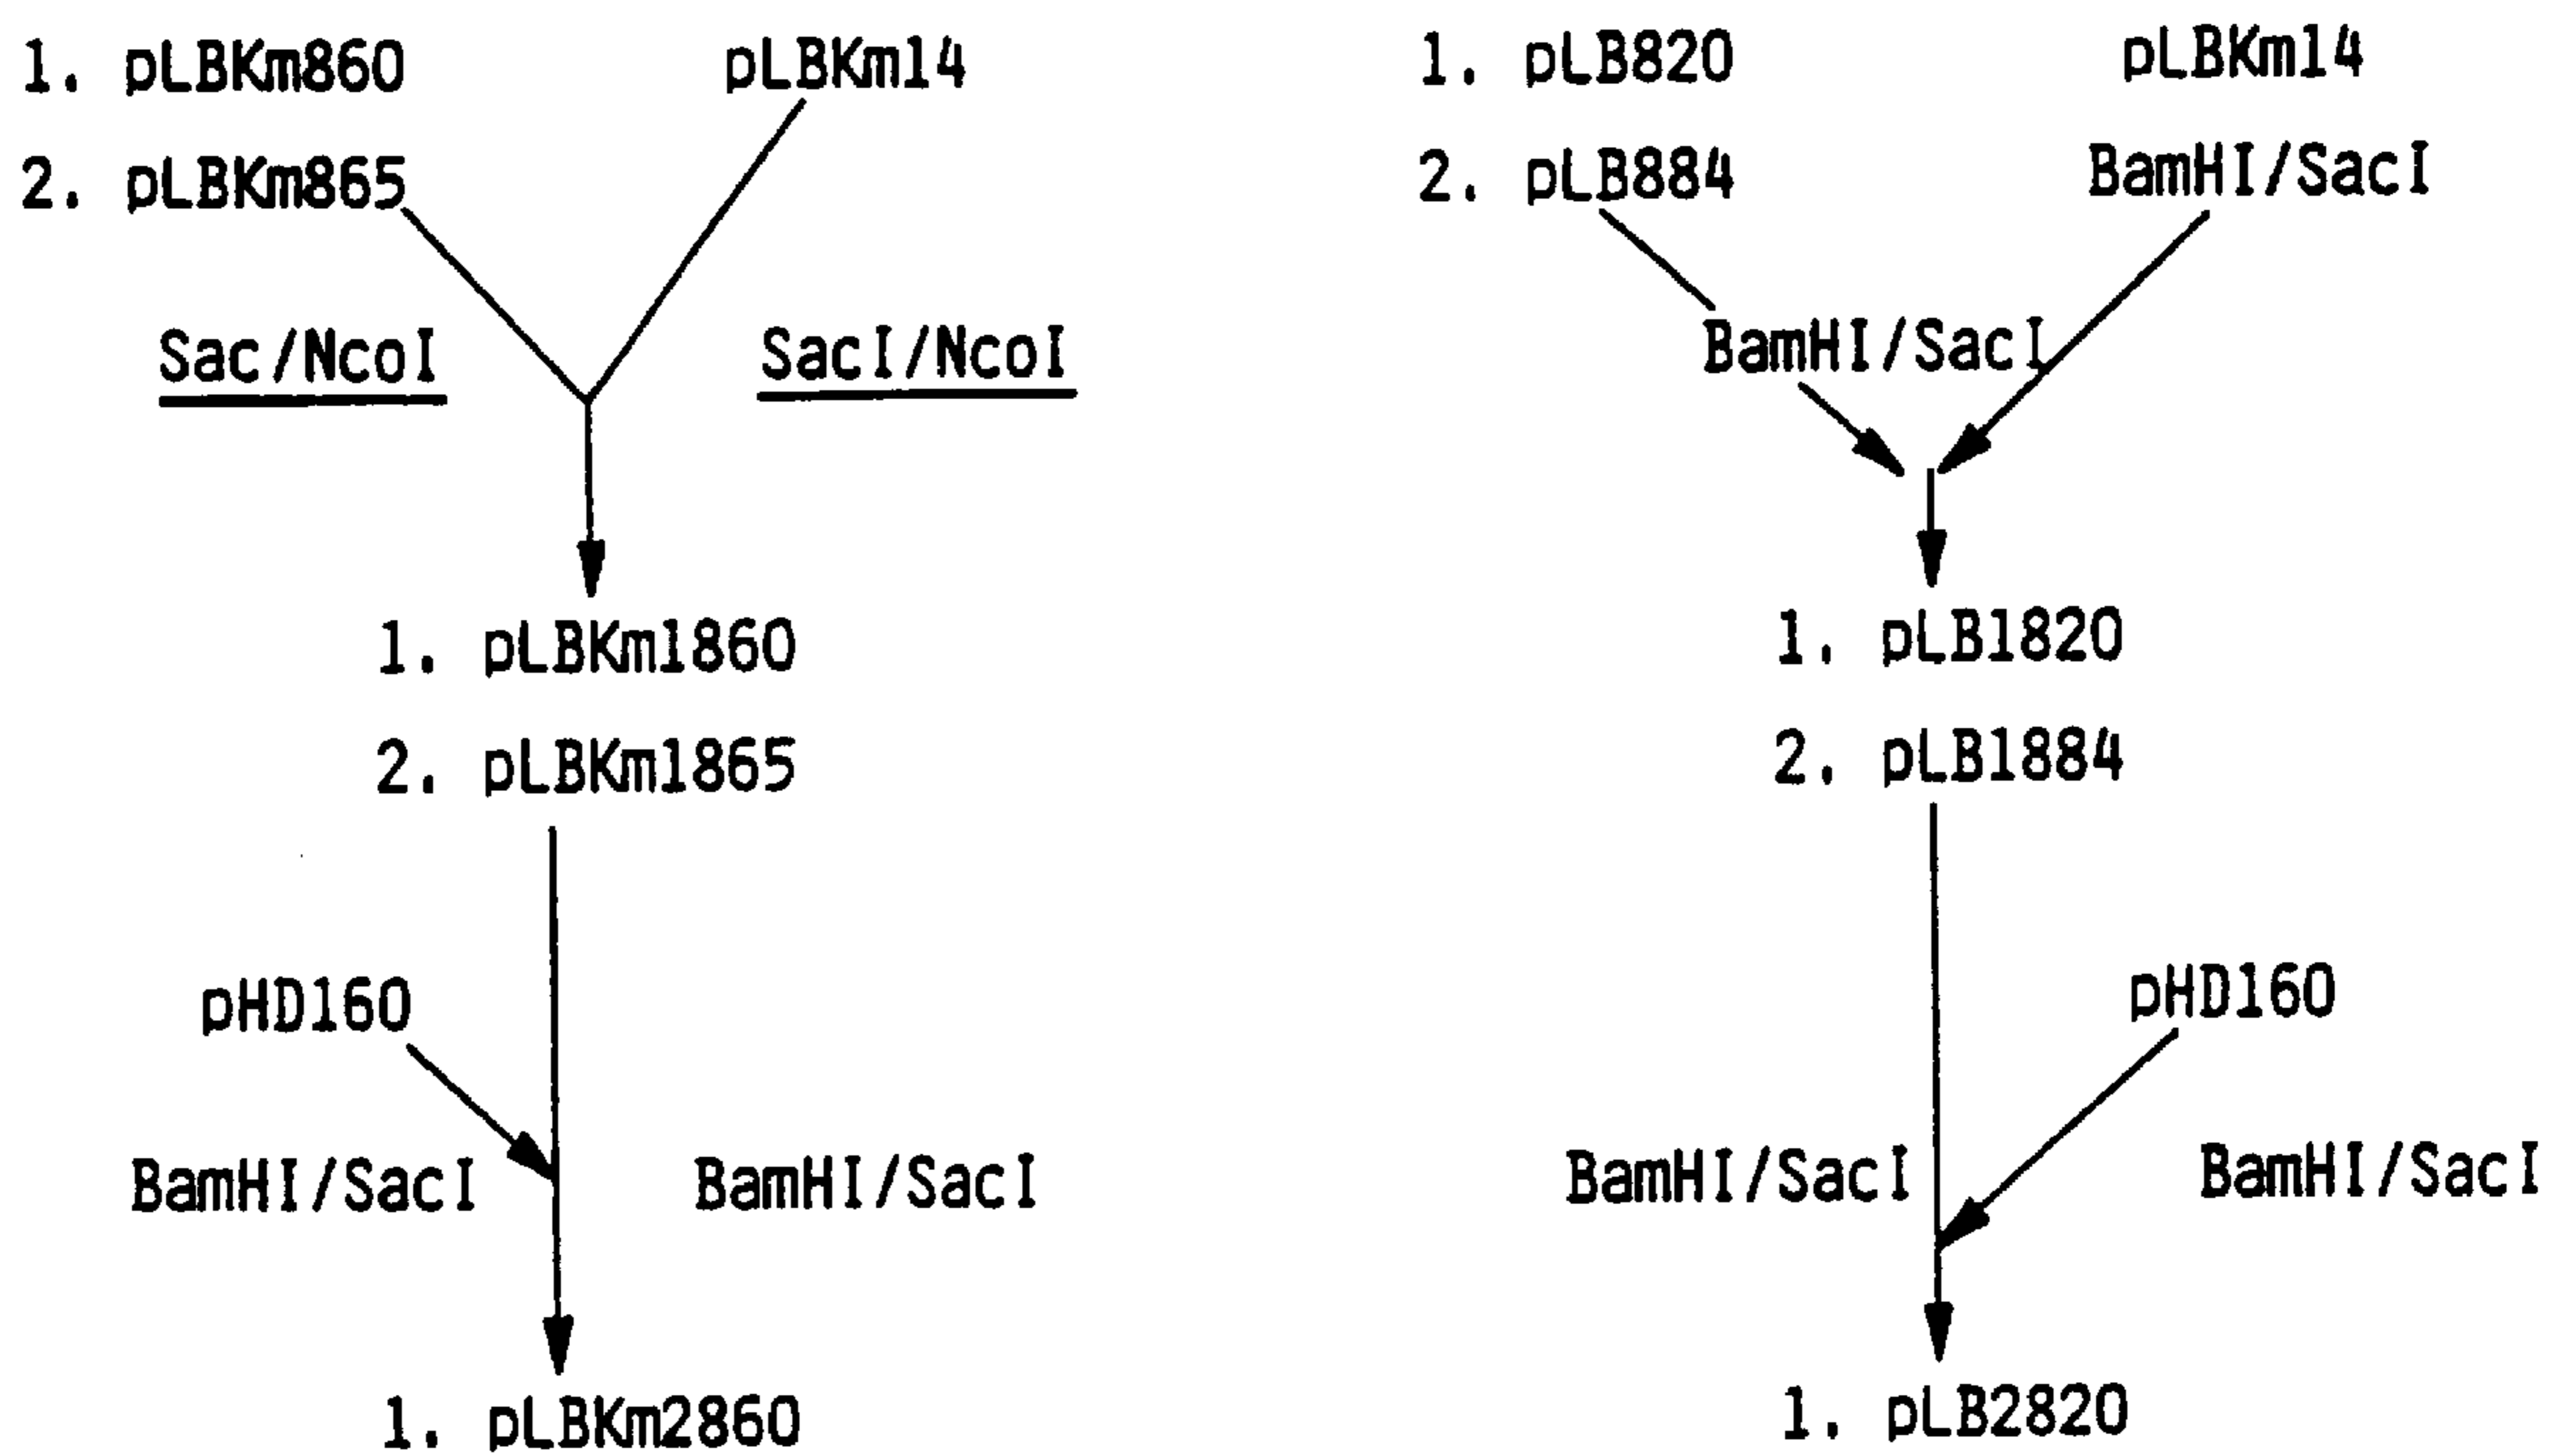 1. pLBKm860
pLBKm14
2. pLBKm865
Sac/NcoI
SacI/NcoI
1. pLBKm1860
2. pLBKm1865
pHD160
BamHI/SacI
BamHI/SacI
1. pLBKm2860
1. pLB820
pLBKm14
2. pLB884
BamHI/SacI
BamHI/SacI
1. pLB1820
2. pLB1884
pHD160
BamHI/SacI
BamHI/SacI
1. pLB2820